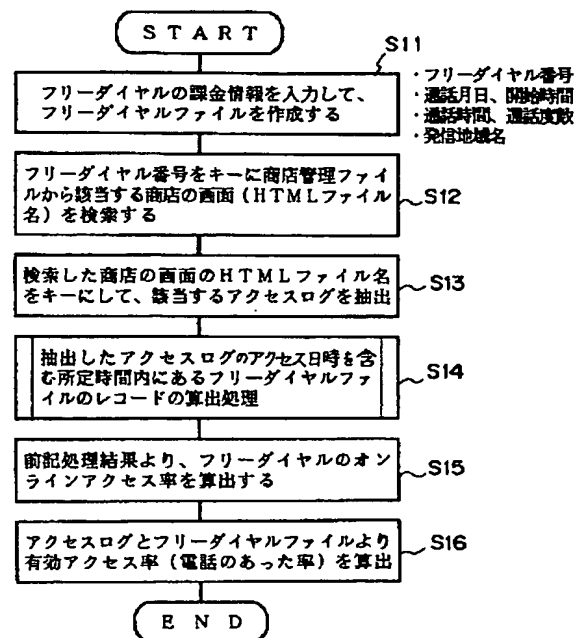 START
S11
フリーダイヤルの課金情報を入力して、
フリーダイヤルファイルを作成する
・フリーダイヤル番号
・通話月日、開始時間
・通話時間、通話度数
・発信地域名
フリーダイヤル番号をキーに商店管理ファ
イルから該当する商店の画面(HTMLファイル
名)を検索する
S12
検索した商店の画面のHTMLファイル名
をキーにして、該当するアクセスログを抽出
S13
抽出したアクセスログのアクセス日時を含
む所定時間内にあるフリーダイヤルファ
イルのレコードの算出処理
S14
前記処理結果より、フリーダイヤルのオン
ラインアクセス率を算出する
S15
アクセスログとフリーダイヤルファイルより
有効アクセス率(電話のあった率)を算出
S16
END